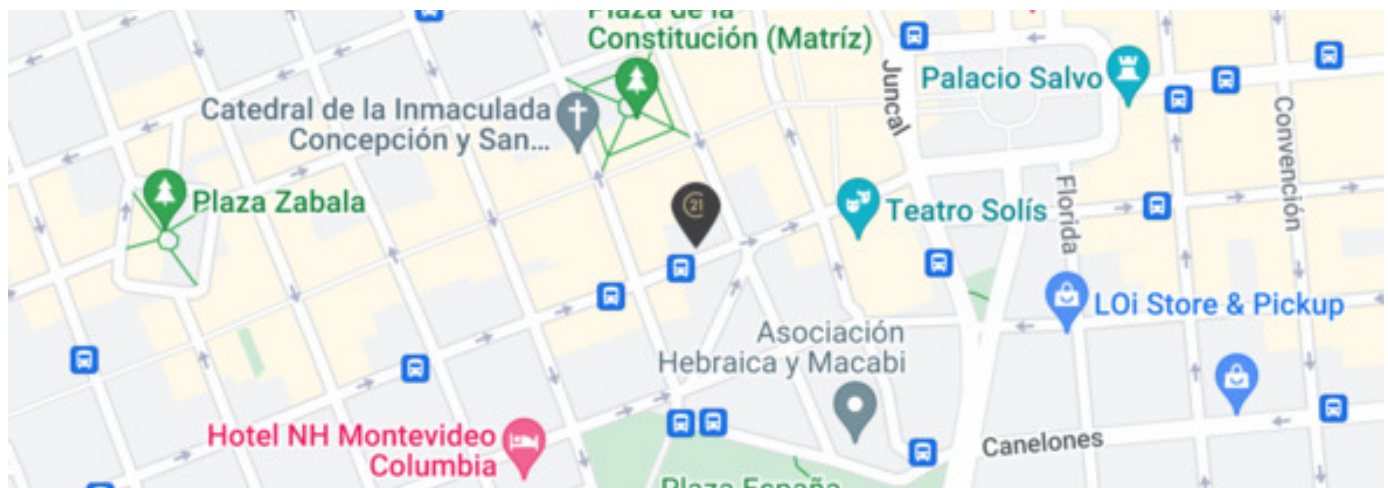 Plaza de la
Constitución (Matríz)
Juncal
Palacio Salvo
Catedral de la Inmaculada
Concepción y San...
Convención
21
Plaza Zabala
Teatro Solís
Florida
LOi Store & Pickup
Asociación
Hebraica y Macabi
Hotel NH Montevideo
Columbia
Canelones
Plaza España